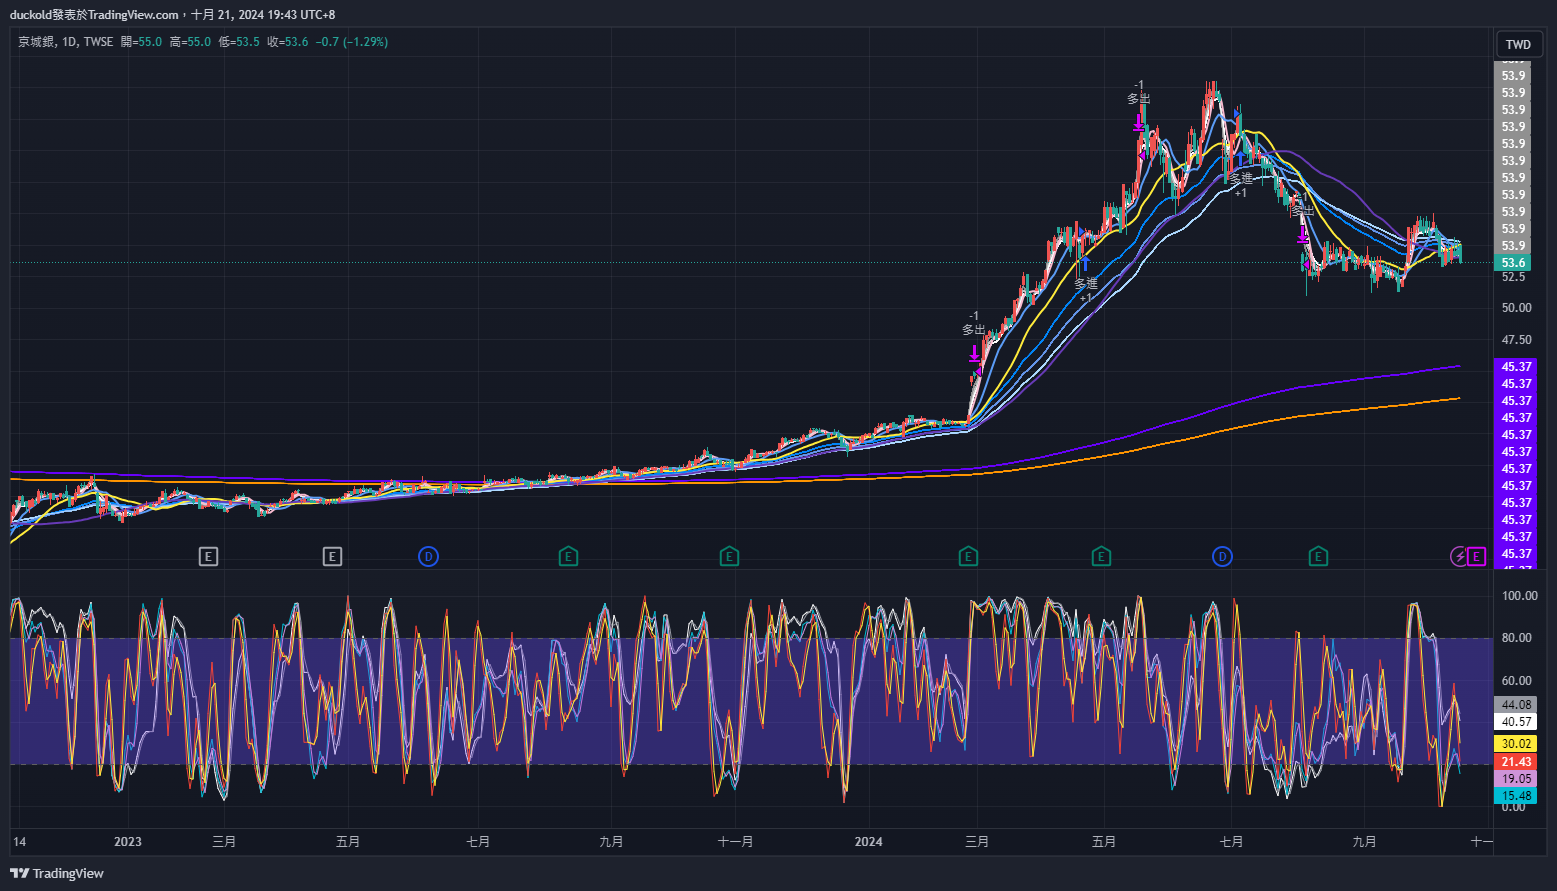 duckold發表於TradingView.com，十月 21, 2024 19:43 UTC+8
京城銀, 1D, TWSE 開=55.0 高=55.0 低=53.5 收=53.6 −0.7 (−1.29%)
TWD
53.9
53.9
53.9
53.9
53.9
53.9
53.9
53.9
53.9
53.9
53.9
53.6
52.5
50.00
47.50
45.37
45.37
45.37
45.37
45.37
45.37
45.37
45.37
45.37
45.37
45.37
45.37
-1
多出
-1
多出
多進
+1
多進
+1
多出
E
E
D
E
E
E
E
D
E
E
100.00
80.00
60.00
44.08
40.57
30.02
21.43
19.05
15.48
0.00
14 2023 三月 五月 七月 九月 十一月 2024 三月 五月 七月 九月 十一
TradingView